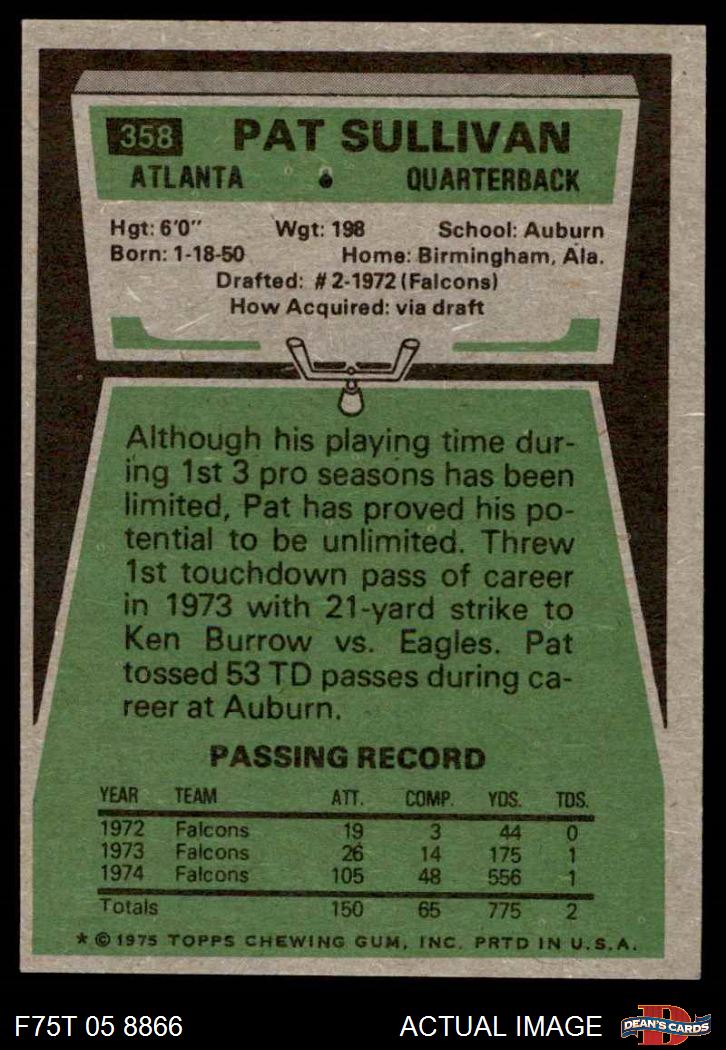 358 PAT SULLIVAN
ATLANTA QUARTERBACK
Hgt: 6'0" Wgt: 198 School: Auburn
Born: 1-18-50 Home: Birmingham, Ala.
Drafted: #2-1972 (Falcons)
How Acquired: via draft
Although his playing time dur-
ing 1st 3 pro seasons has been
limited, Pat has proved his po-
tential to be unlimited. Threw
1st touchdown pass of career
in 1973 with 21-yard strike to
Ken Burrow vs. Eagles. Pat
tossed 53 TD passes during ca-
reer at Auburn.
PASSING RECORD
YEAR TEAM ATT. COMP. YDS. TDS.
1972 Falcons 19 3 44 0
1973 Falcons 26 14 175 1
1974 Falcons 105 48 556 1
Totals 150 65 775 2
* © 1975 TOPPS CHEWING GUM, INC. PRTD IN U.S.A.
F75T 05 8866 ACTUAL IMAGE D DEAN'S CARDS